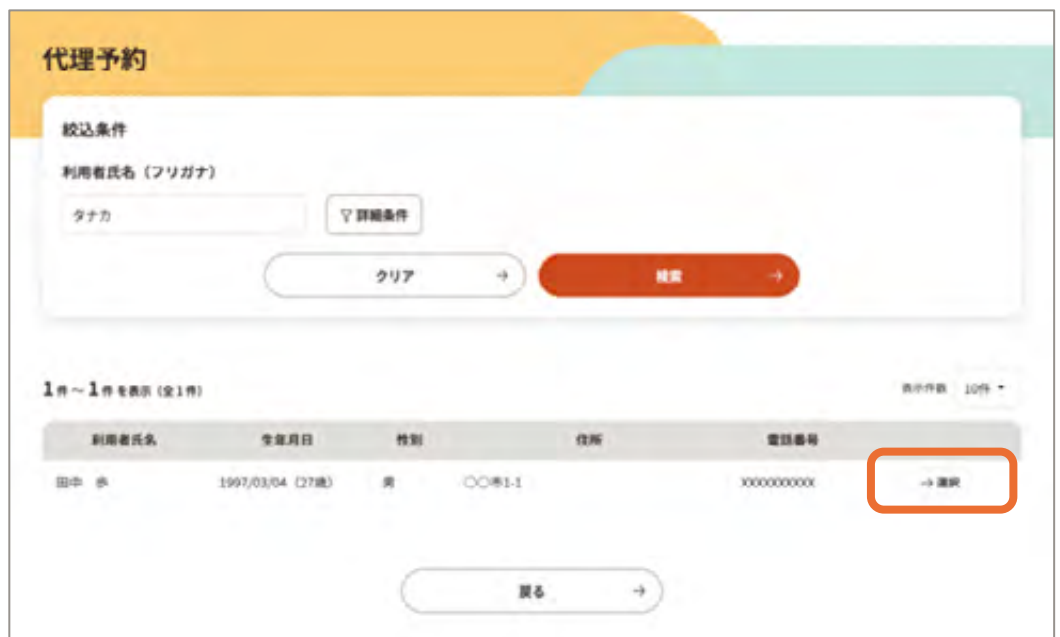 代理予約
絞込条件
利用者氏名(フリガナ)
タナカ 詳細条件
クリア → 検索 →
1件~1件を表示(全1件) 表示件数 10件
利用者氏名 生年月日 性別 住所 電話番号
田中 歩 1997/03/04(27歳) 男 〇〇市1-1 XXXXXXXXXXX →選択
戻る →